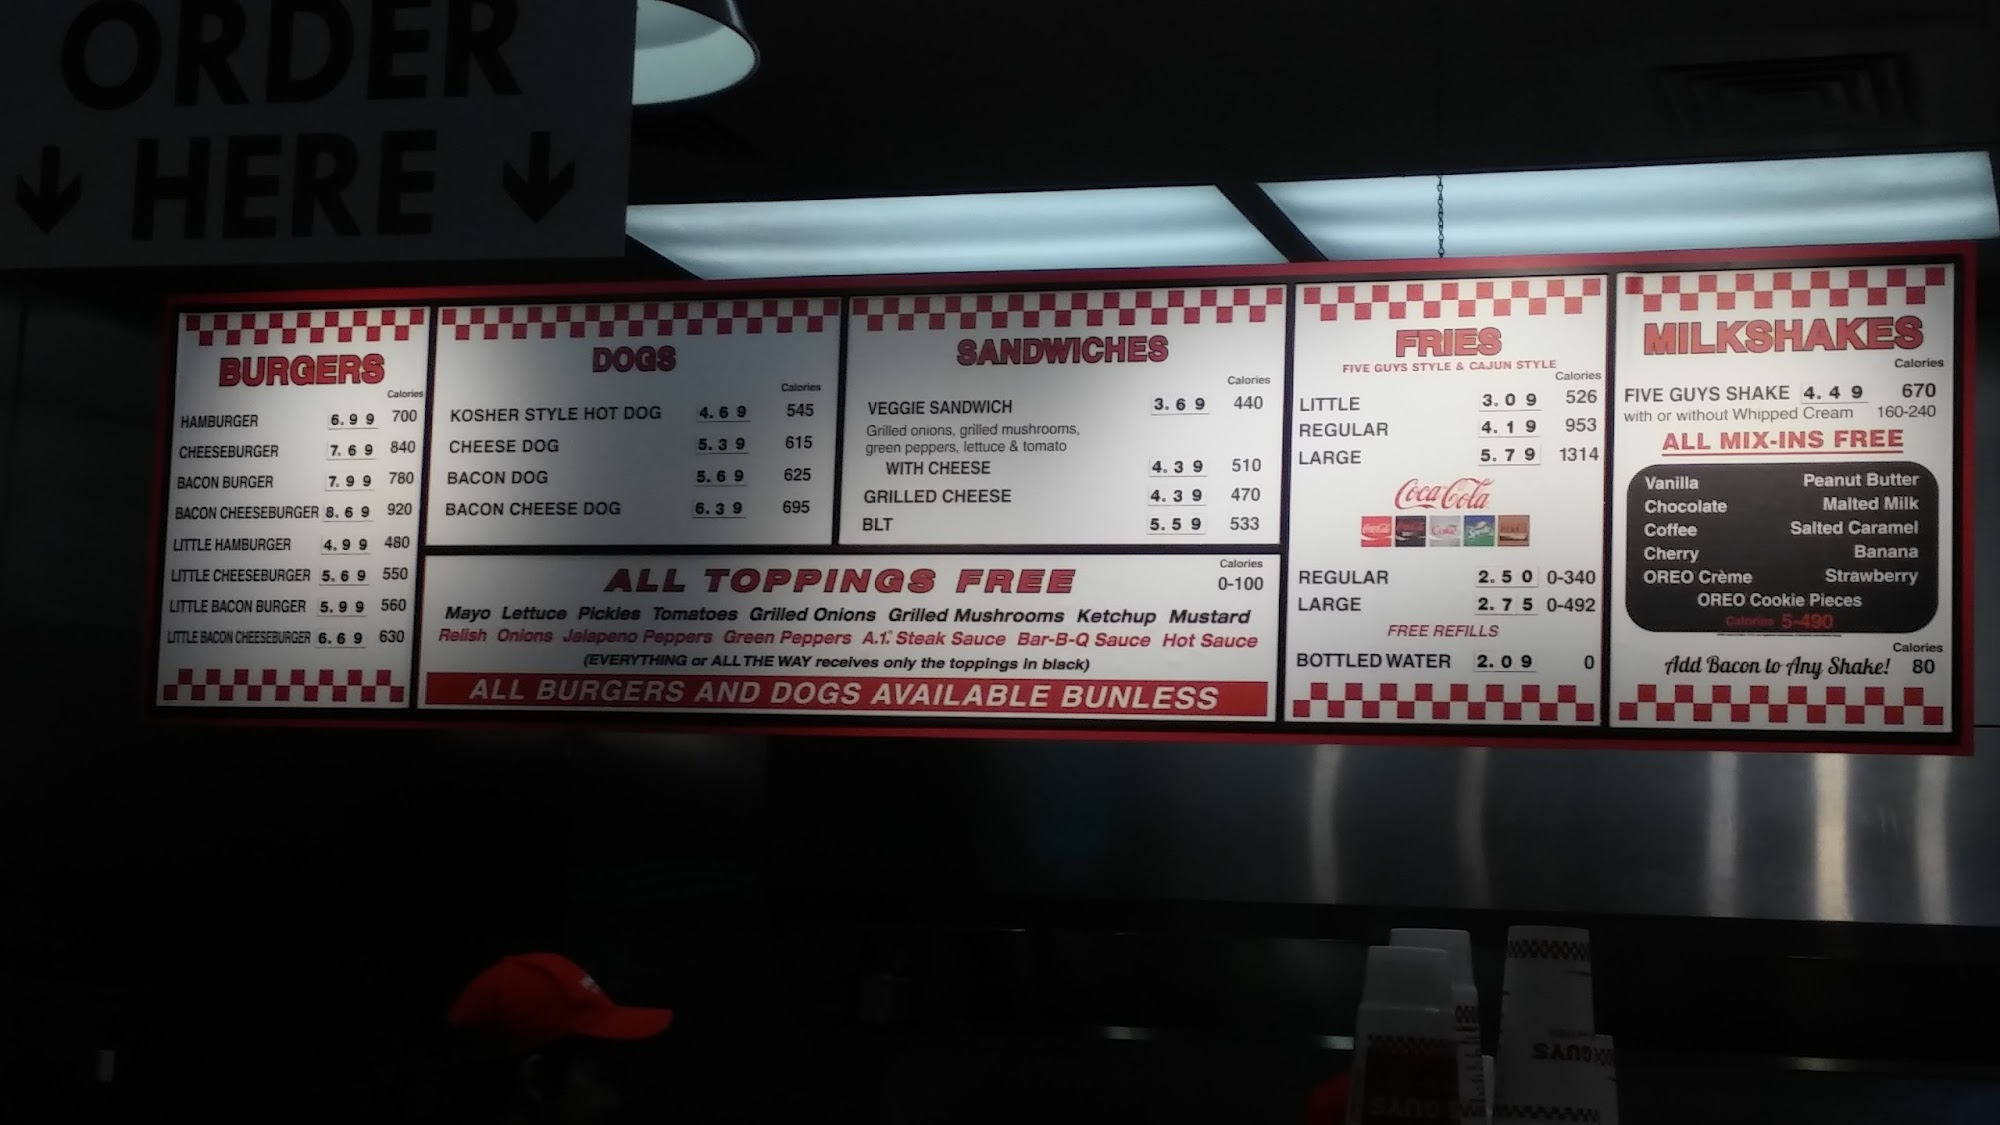 ORDER
HERE
BURGERS
Calories
HAMBURGER 6.99 700
CHEESEBURGER 7.69 840
BACON BURGER 7.99 780
BACON CHEESEBURGER 8.69 920
LITTLE HAMBURGER 4.99 480
LITTLE CHEESEBURGER 5.69 550
LITTLE BACON BURGER 5.99 560
LITTLE BACON CHEESEBURGER 6.69 630
DOGS
Calories
KOSHER STYLE HOT DOG 4.69 545
CHEESE DOG 5.39 615
BACON DOG 5.69 625
BACON CHEESE DOG 6.39 695
SANDWICHES
Calories
VEGGIE SANDWICH 3.69 440
Grilled onions, grilled mushrooms,
green peppers, lettuce & tomato
WITH CHEESE 4.39 510
GRILLED CHEESE 4.39 470
BLT 5.59 533
Calories
ALL TOPPINGS FREE 0-100
Mayo Lettuce Pickles Tomatoes Grilled Onions Grilled Mushrooms Ketchup Mustard
Relish Onions Jalapeno Peppers Green Peppers A.1.® Steak Sauce Bar-B-Q Sauce Hot Sauce
(EVERYTHING or ALL THE WAY receives only the toppings in black)
ALL BURGERS AND DOGS AVAILABLE BUNLESS
FRIES
FIVE GUYS STYLE & CAJUN STYLE
Calories
LITTLE 3.09 526
REGULAR 4.19 953
LARGE 5.79 1314
Coca-Cola
REGULAR 2.50 0-340
LARGE 2.75 0-492
FREE REFILLS
BOTTLED WATER 2.09 0
MILKSHAKES
Calories
FIVE GUYS SHAKE 4.49 670
with or without Whipped Cream 160-240
ALL MIX-INS FREE
Vanilla Peanut Butter
Chocolate Malted Milk
Coffee Salted Caramel
Cherry Banana
OREO Crème Strawberry
OREO Cookie Pieces
Calories 5-490
Calories
Add Bacon to Any Shake! 80
GUYS
GUYS